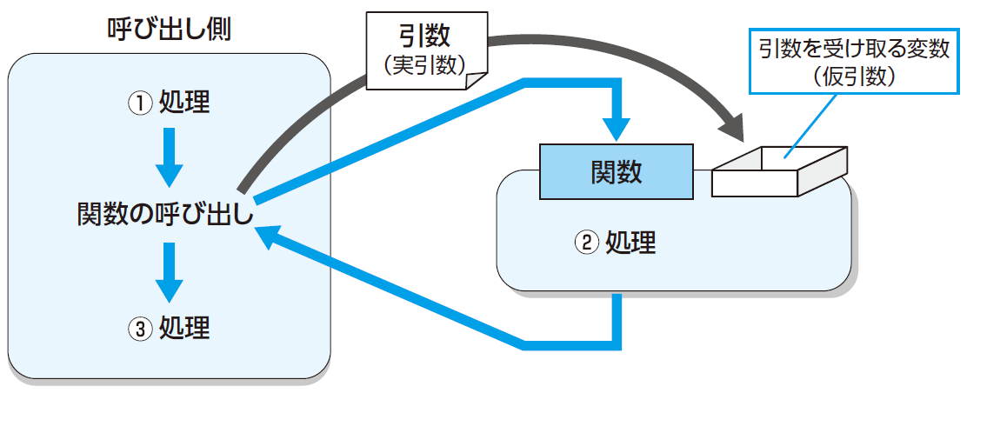 呼び出し側
引数
（実引数）
引数を受け取る変数
（仮引数）
① 処理
関数の呼び出し
③ 処理
関数
② 処理